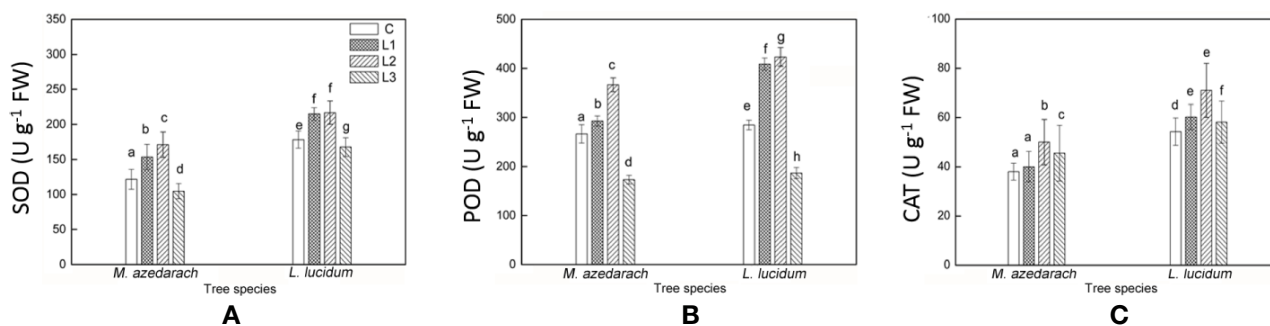 SOD (U g⁻¹ FW)
350
300
250
200
150
100
50
0
C
L1
L2
L3
a
b
c
d
e
f
f
g
M. azedarach
L. lucidum
Tree species
A
POD (U g⁻¹ FW)
500
400
300
200
100
0
a
b
c
d
e
f
g
h
M. azedarach
L. lucidum
Tree species
B
CAT (U g⁻¹ FW)
100
80
60
40
20
0
a
a
b
c
d
e
e
f
M. azedarach
L. lucidum
Tree species
C